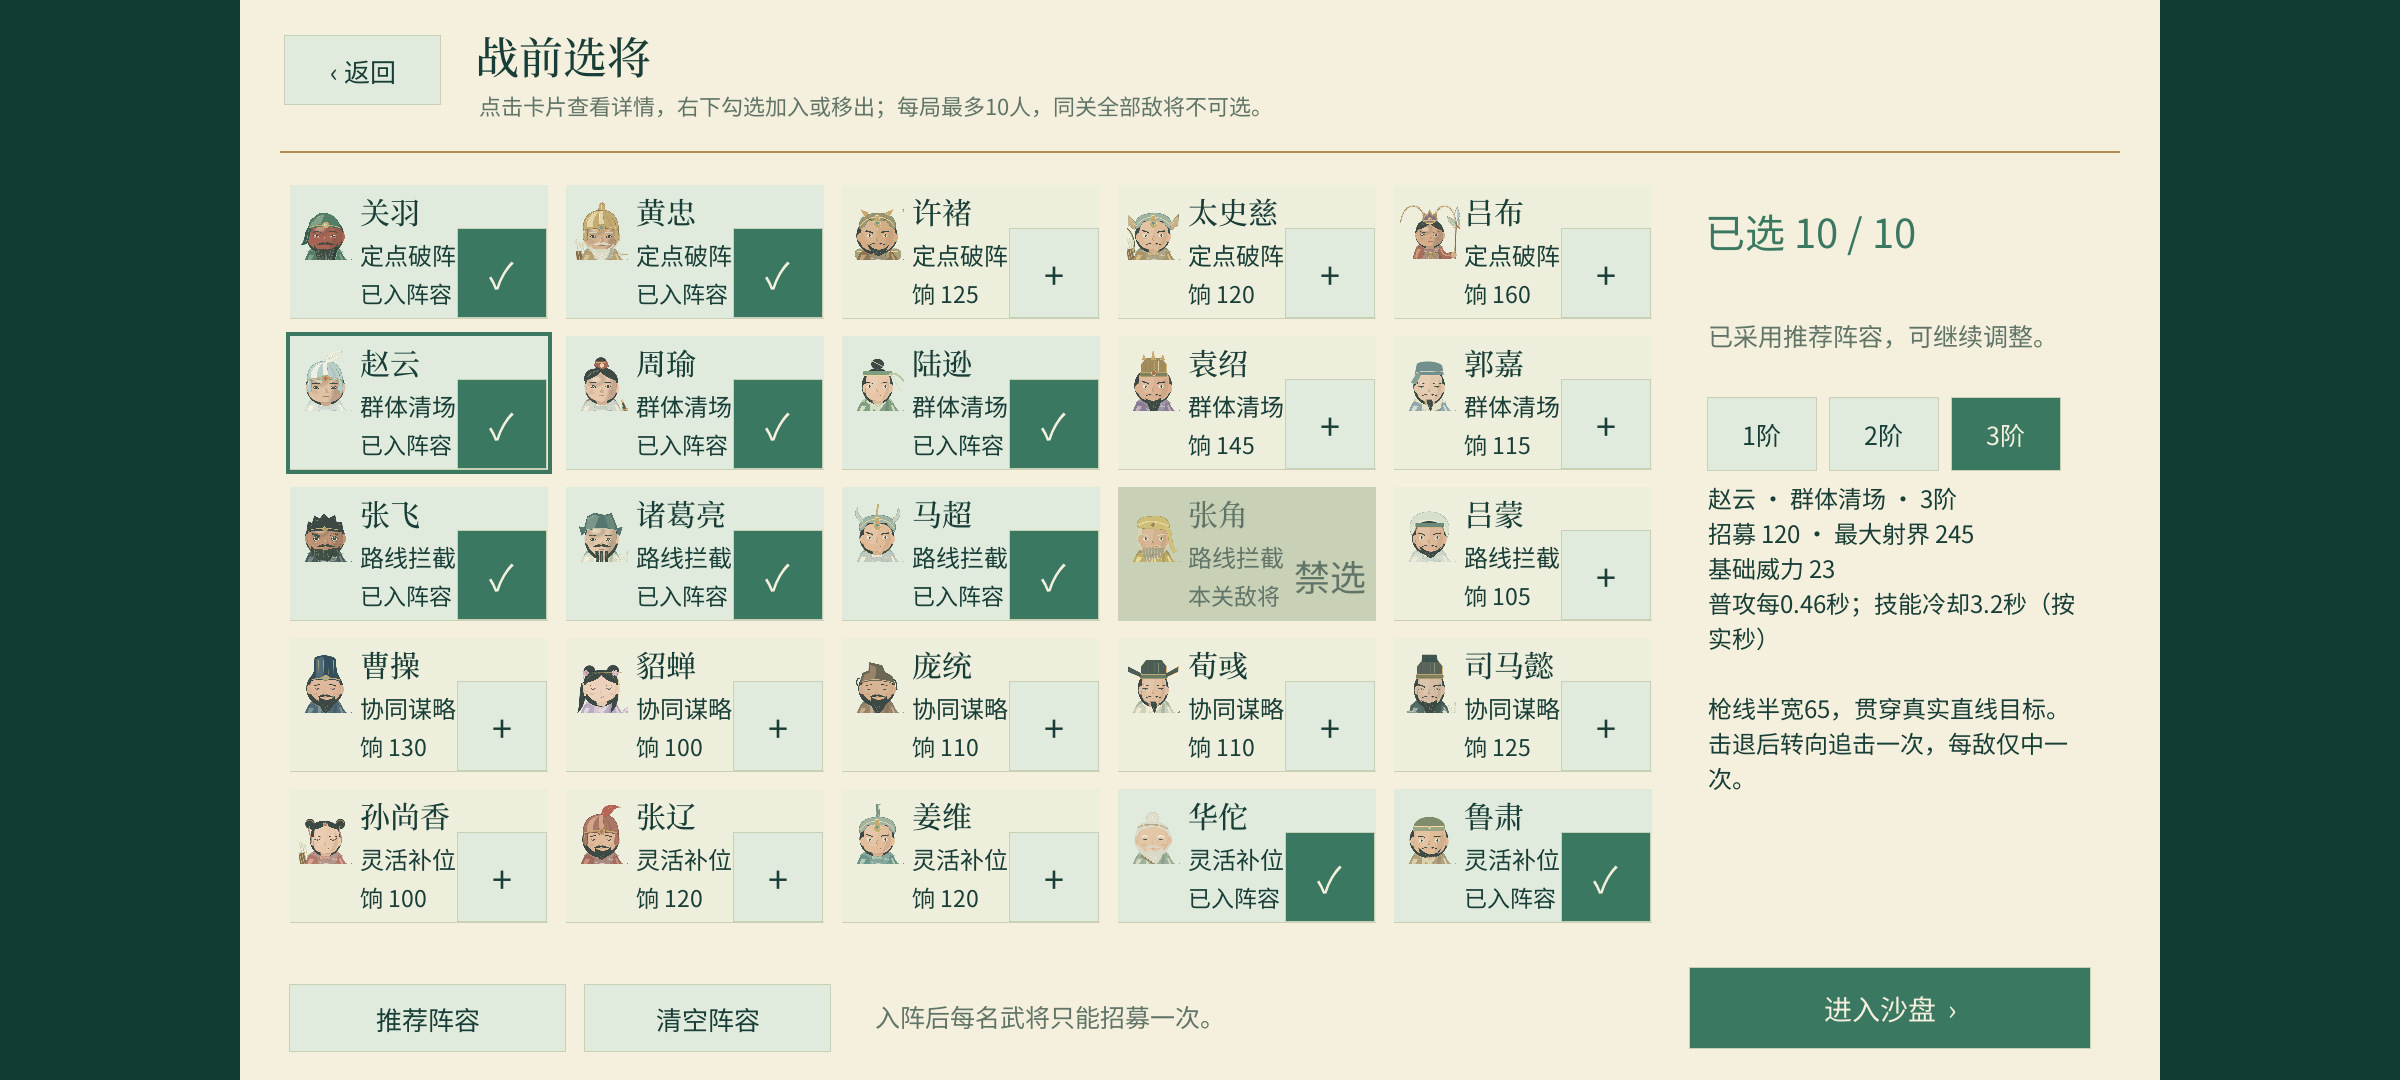 ‹ 返回
战前选将
点击卡片查看详情，右下勾选加入或移出；每局最多10人，同关全部敌将不可选。
关羽
定点破阵
已入阵容
✓
黄忠
定点破阵
已入阵容
✓
许褚
定点破阵
饷 125
+
太史慈
定点破阵
饷 120
+
吕布
定点破阵
饷 160
+
赵云
群体清场
已入阵容
✓
周瑜
群体清场
已入阵容
✓
陆逊
群体清场
已入阵容
✓
袁绍
群体清场
饷 145
+
郭嘉
群体清场
饷 115
+
张飞
路线拦截
已入阵容
✓
诸葛亮
路线拦截
已入阵容
✓
马超
路线拦截
已入阵容
✓
张角
路线拦截
本关敌将
禁选
吕蒙
路线拦截
饷 105
+
曹操
协同谋略
饷 130
+
貂蝉
协同谋略
饷 100
+
庞统
协同谋略
饷 110
+
荀彧
协同谋略
饷 110
+
司马懿
协同谋略
饷 125
+
孙尚香
灵活补位
饷 100
+
张辽
灵活补位
饷 120
+
姜维
灵活补位
饷 120
+
华佗
灵活补位
已入阵容
✓
鲁肃
灵活补位
已入阵容
✓
已选 10 / 10
已采用推荐阵容，可继续调整。
1阶
2阶
3阶
赵云 · 群体清场 · 3阶
招募 120 · 最大射界 245
基础威力 23
普攻每0.46秒；技能冷却3.2秒（按
实秒）
枪线半宽65，贯穿真实直线目标。
击退后转向追击一次，每敌仅中一
次。
推荐阵容
清空阵容
入阵后每名武将只能招募一次。
进入沙盘 ›